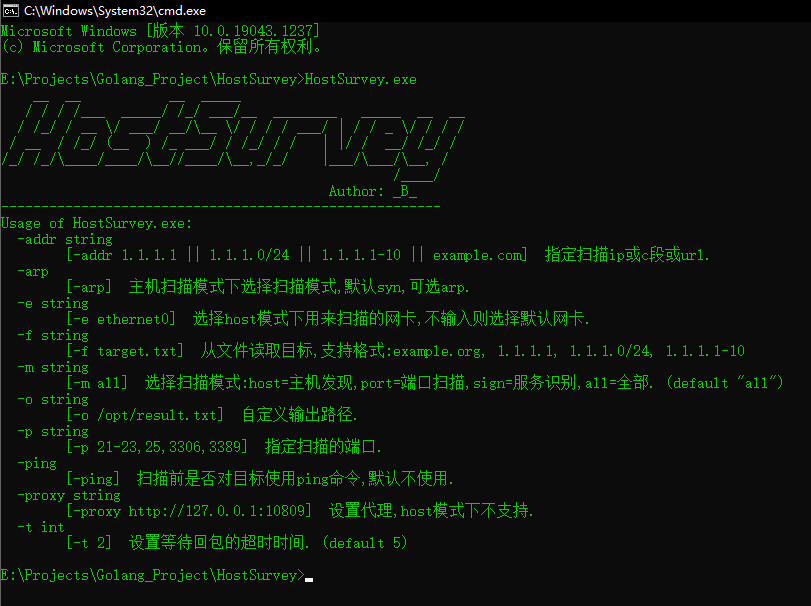 C:\Windows\System32\cmd.exe
Microsoft Windows [版本 10.0.19043.1237]
(c) Microsoft Corporation。保留所有权利。
E:\Projects\Golang_Project\HostSurvey>HostSurvey.exe
HostSurvey
Author: _B_
-------------------------------------------------------
Usage of HostSurvey.exe:
-addr string
[-addr 1.1.1.1 || 1.1.1.0/24 || 1.1.1.1-10 || example.com] 指定扫描ip或c段或url.
-arp
[-arp] 主机扫描模式下选择扫描模式,默认syn,可选arp.
-e string
[-e ethernet0] 选择host模式下用来扫描的网卡,不输入则选择默认网卡.
-f string
[-f target.txt] 从文件读取目标,支持格式:example.org, 1.1.1.1, 1.1.1.0/24, 1.1.1.1-10
-m string
[-m all] 选择扫描模式:host=主机发现,port=端口扫描,sign=服务识别,all=全部. (default "all")
-o string
[-o /opt/result.txt] 自定义输出路径.
-p string
[-p 21-23,25,3306,3389] 指定扫描的端口.
-ping
[-ping] 扫描前是否对目标使用ping命令,默认不使用.
-proxy string
[-proxy http://127.0.0.1:10809] 设置代理,host模式下不支持.
-t int
[-t 2] 设置等待回包的超时时间. (default 5)
E:\Projects\Golang_Project\HostSurvey>